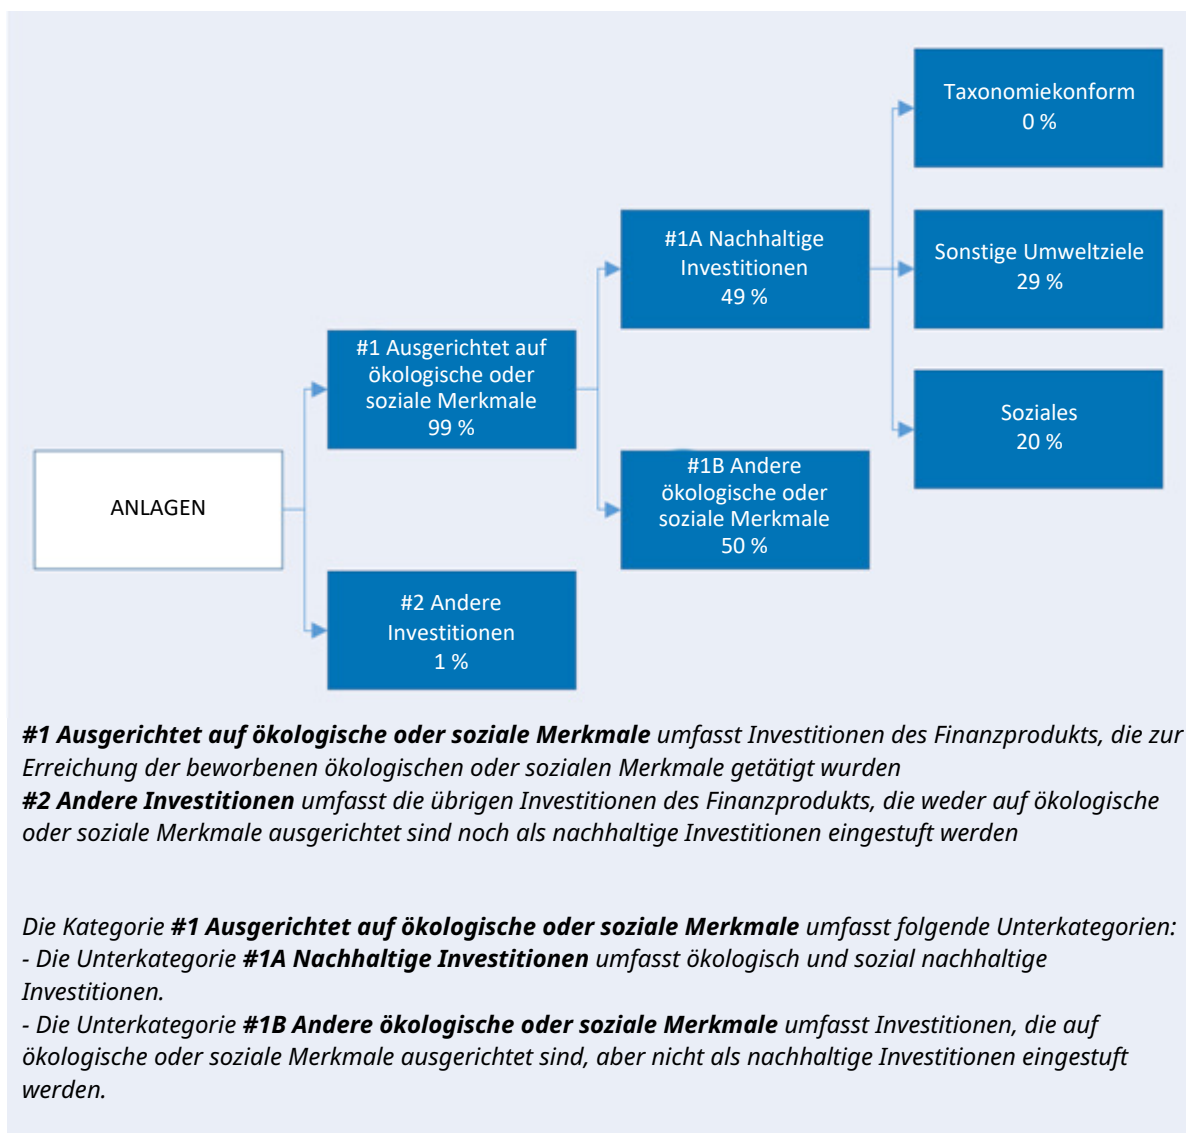 Taxonomiekonform
0 %
#1A Nachhaltige
Investitionen
49 %
Sonstige Umweltziele
29 %
#1 Ausgerichtet auf
ökologische oder
soziale Merkmale
99 %
Soziales
20 %
#1B Andere
ökologische oder
soziale Merkmale
50 %
ANLAGEN
#2 Andere
Investitionen
1 %
#1 Ausgerichtet auf ökologische oder soziale Merkmale umfasst Investitionen des Finanzprodukts, die zur
Erreichung der beworbenen ökologischen oder sozialen Merkmale getätigt wurden
#2 Andere Investitionen umfasst die übrigen Investitionen des Finanzprodukts, die weder auf ökologische
oder soziale Merkmale ausgerichtet sind noch als nachhaltige Investitionen eingestuft werden
Die Kategorie #1 Ausgerichtet auf ökologische oder soziale Merkmale umfasst folgende Unterkategorien:
- Die Unterkategorie #1A Nachhaltige Investitionen umfasst ökologisch und sozial nachhaltige
Investitionen.
- Die Unterkategorie #1B Andere ökologische oder soziale Merkmale umfasst Investitionen, die auf
ökologische oder soziale Merkmale ausgerichtet sind, aber nicht als nachhaltige Investitionen eingestuft
werden.